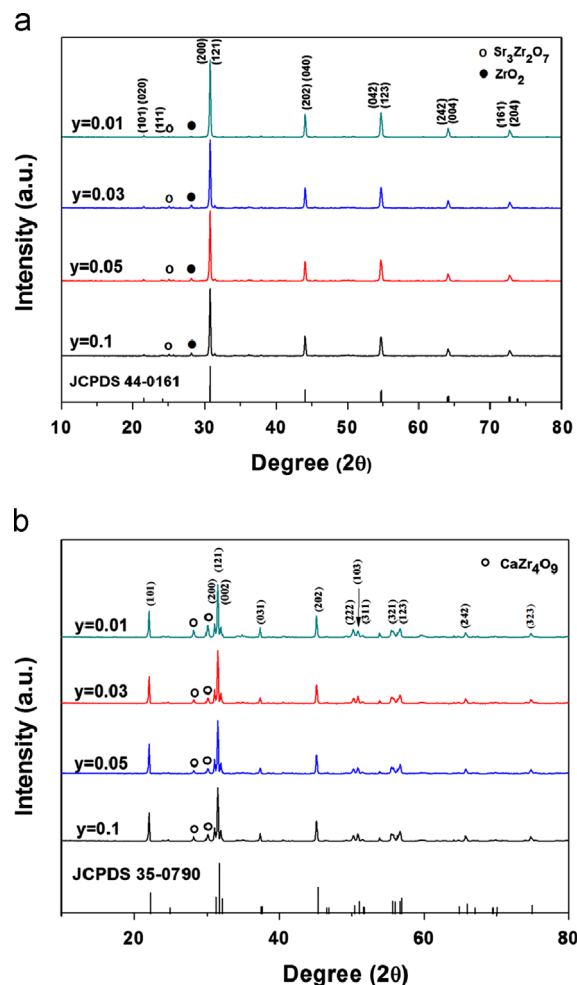 a
(200)
(121)
o Sr3Zr2O7
● ZrO2
(101) (020)
(111)
(202) (040)
(042)
(123)
(242)
(004)
(161)
(204)
y=0.01
y=0.03
y=0.05
y=0.1
JCPDS 44-0161
Intensity (a.u.)
10 20 30 40 50 60 70 80
Degree (2θ)
b
(121)
(103)
o CaZr4O9
(101)
(200)
(002)
(031)
(202)
(222)
(311)
(321)
(123)
(242)
(323)
y=0.01
y=0.03
y=0.05
y=0.1
JCPDS 35-0790
Intensity (a.u.)
20 40 60 80
Degree (2θ)